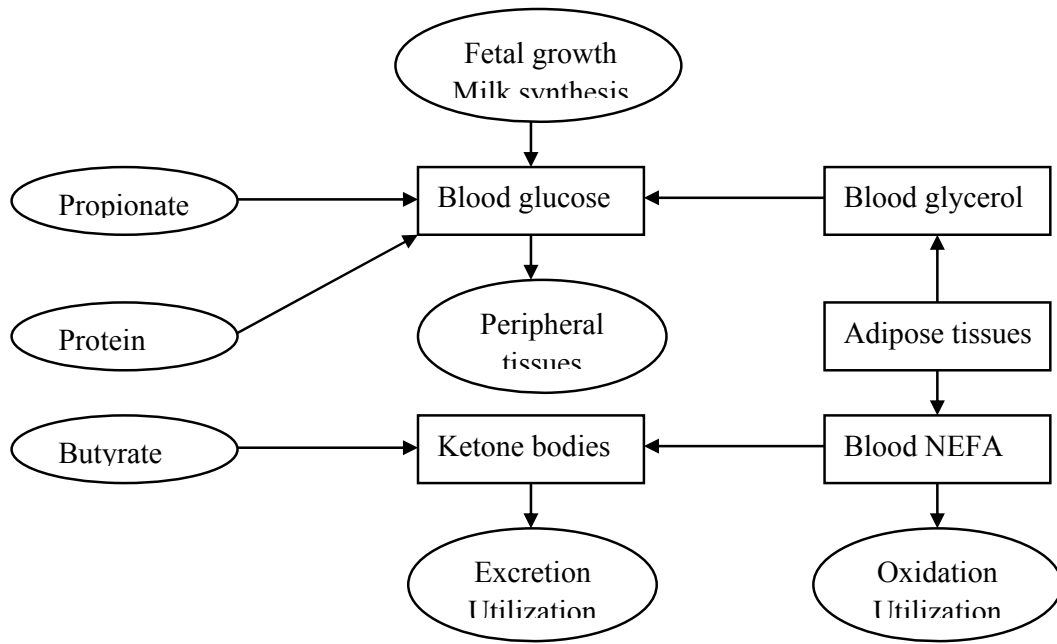 Fetal growth
Milk synthesis
Propionate
Blood glucose
Blood glycerol
Protein
Peripheral
tissues
Adipose tissues
Butyrate
Ketone bodies
Blood NEFA
Excretion
Utilization
Oxidation
Utilization